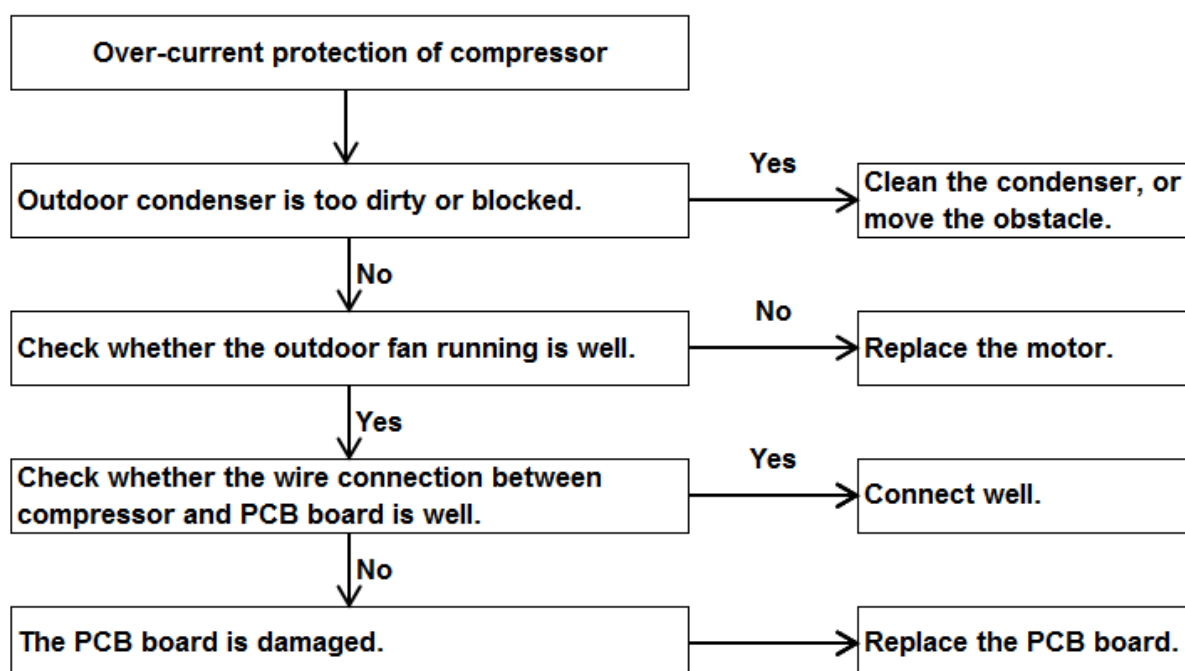 Over-current protection of compressor
Yes
Outdoor condenser is too dirty or blocked.
Clean the condenser, or
move the obstacle.
No
No
Check whether the outdoor fan running is well.
Replace the motor.
Yes
Yes
Check whether the wire connection between
compressor and PCB board is well.
Connect well.
No
The PCB board is damaged.
Replace the PCB board.